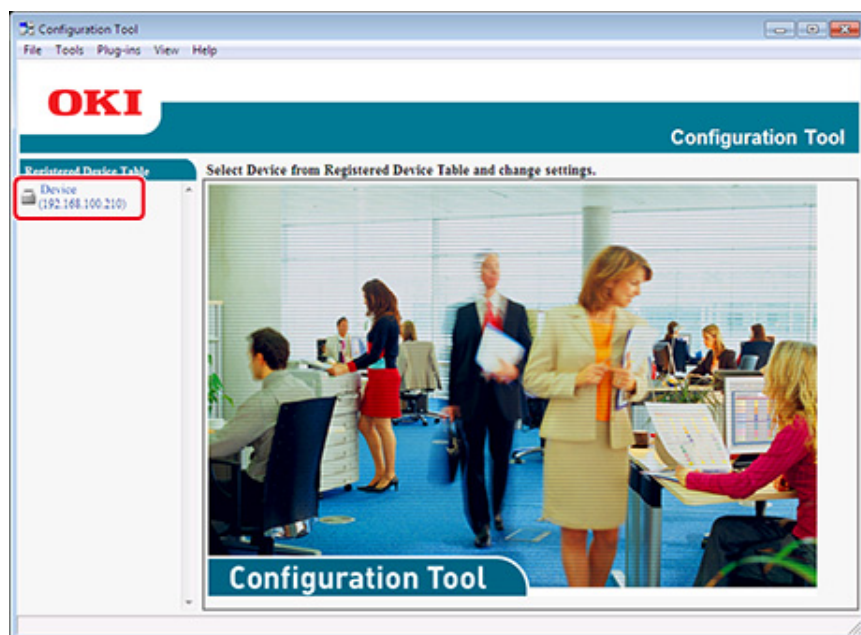 Configuration Tool
File Tools Plug-ins View Help
OKI
Configuration Tool
Registered Device Table
Select Device from Registered Device Table and change settings.
Device
(192.168.100.210)
Configuration Tool